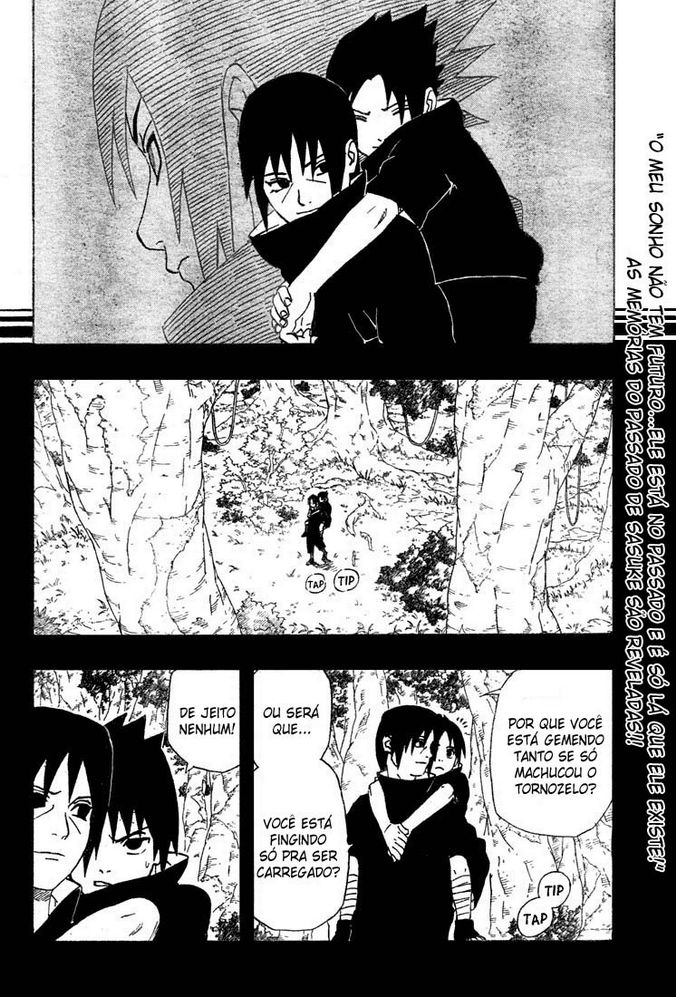 "O MEU SONHO NÃO TEM FUTURO...ELE ESTÁ NO PASSADO E É SÓ LÁ QUE ELE EXISTE!"
AS MEMÓRIAS DO PASSADO DE SASUKE SÃO REVELADAS!!
TIP
TAP
POR QUE VOCÊ
ESTÁ GEMENDO
TANTO SE SÓ
MACHUCOU O
TORNOZELO?
OU SERÁ
QUE...
VOCÊ ESTÁ
FINGINDO
SÓ PRA SER
CARREGADO?
TIP
TAP
DE JEITO
NENHUM!